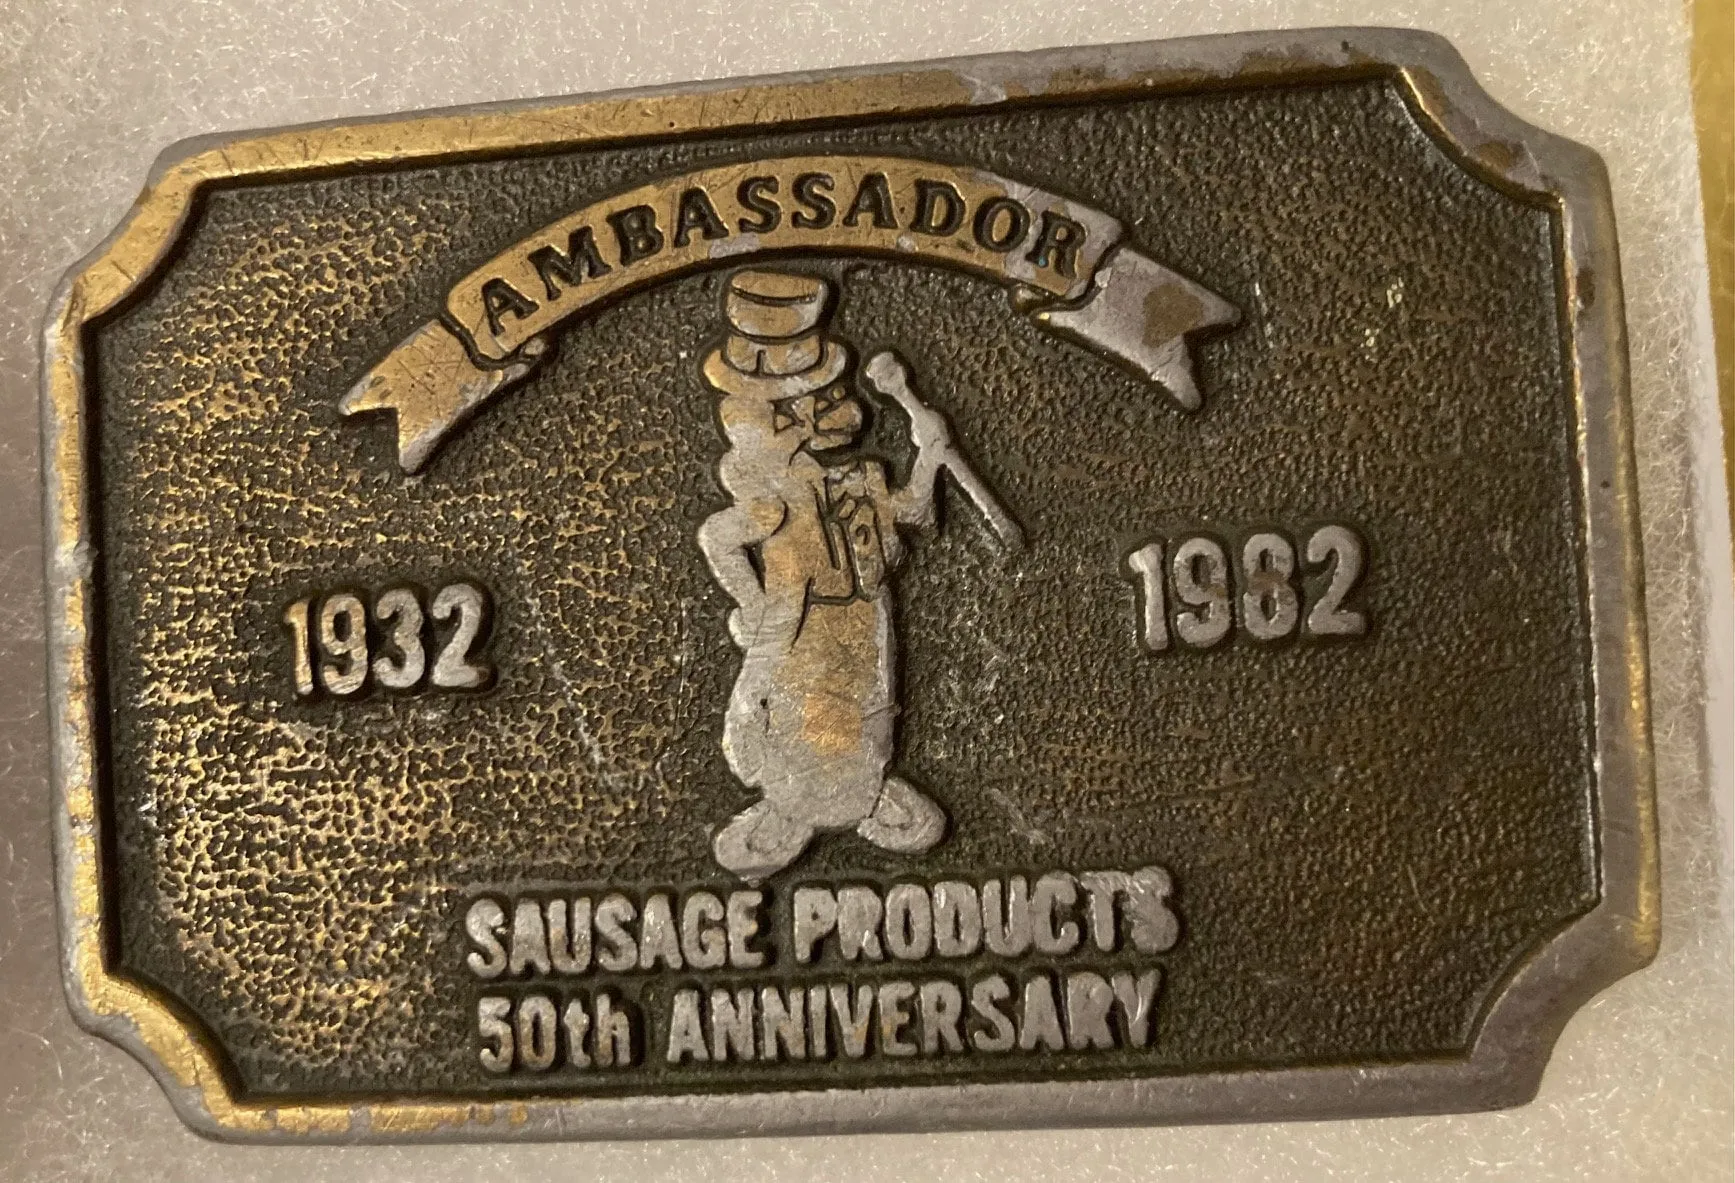 AMBASSADOR
1932
1982
SAUSAGE PRODUCTS
50th ANNIVERSARY